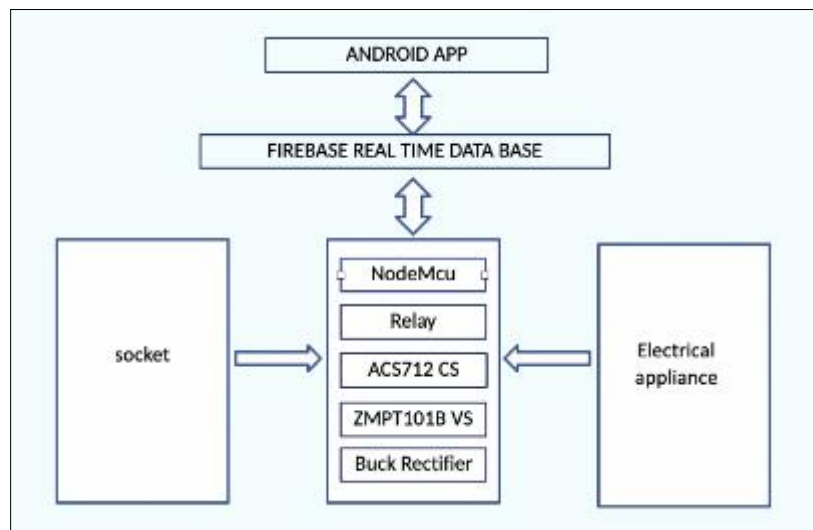 ANDROID APP
FIREBASE REAL TIME DATA BASE
NodeMcu
Relay
socket
ACS712 CS
Electrical
appliance
ZMPT101B VS
Buck Rectifier